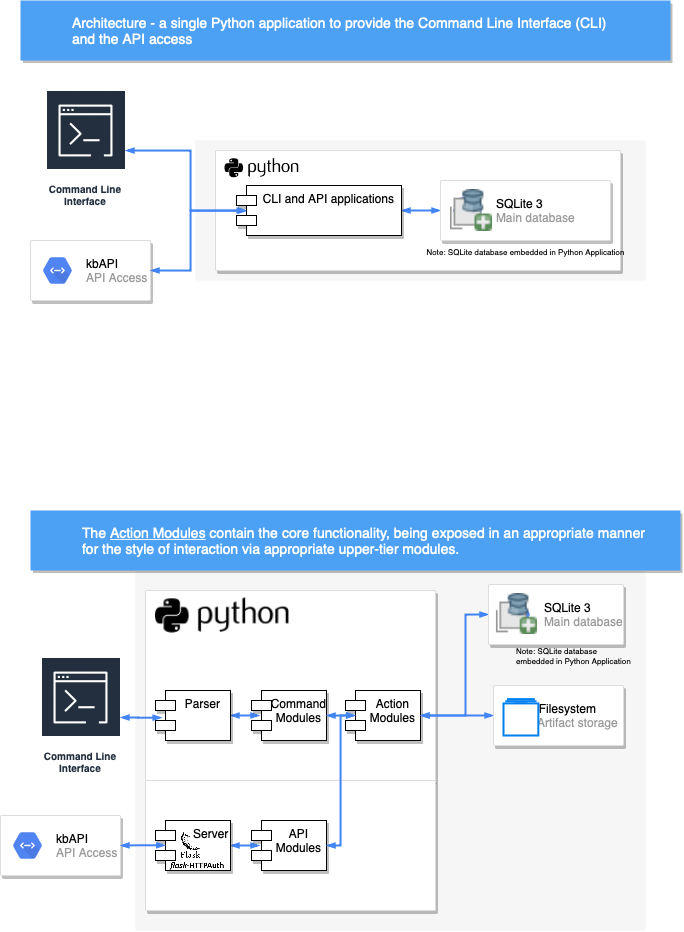 Architecture - a single Python application to provide the Command Line Interface (CLI)
and the API access
python
CLI and API applications
SQLite 3
Main database
Note: SQLite database embedded in Python Application
Command Line
Interface
kbAPI
API Access
The Action Modules contain the core functionality, being exposed in an appropriate manner
for the style of interaction via appropriate upper-tier modules.
python
SQLite 3
Main database
Note: SQLite database
embedded in Python Application
Parser
Command
Modules
Action
Modules
Filesystem
Artifact storage
Command Line
Interface
kbAPI
API Access
Server
Flask
flask-HTTPAuth
API
Modules